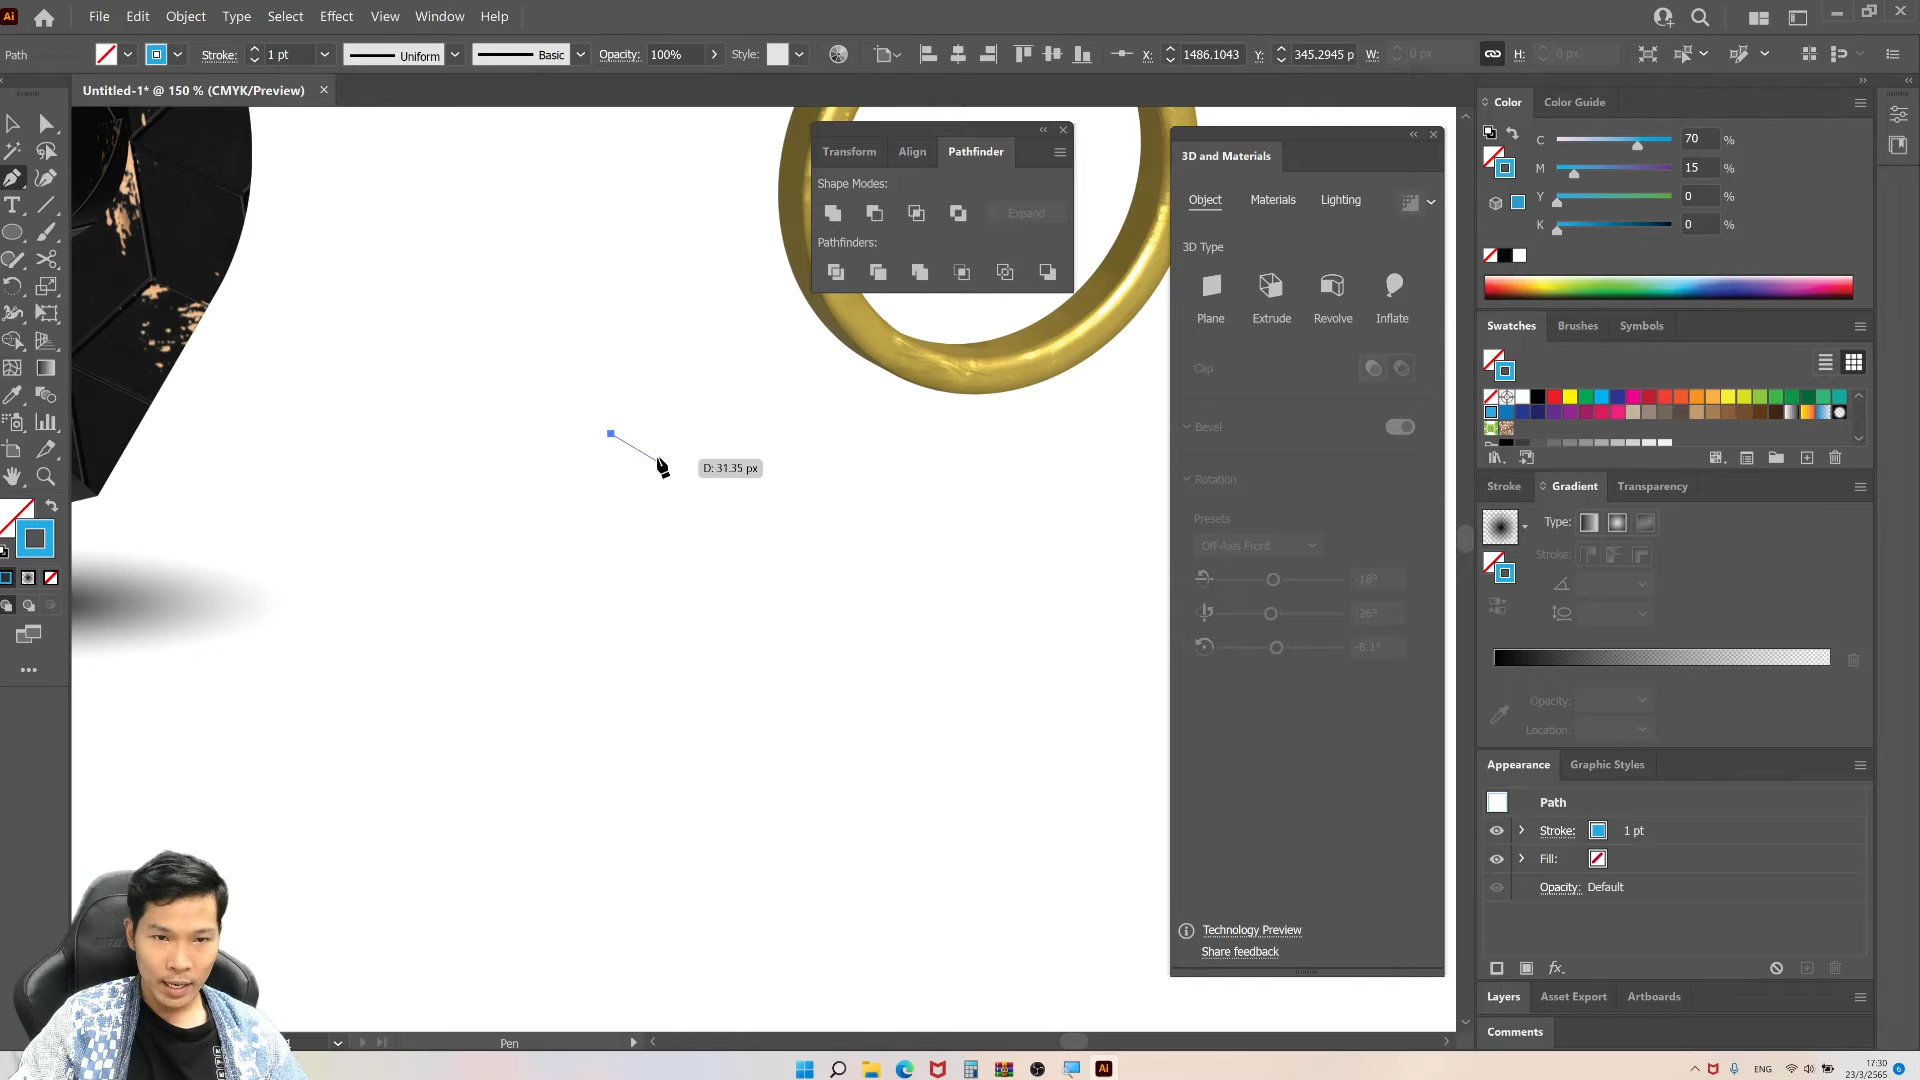 Ai File Edit Object Type Select Effect View Window Help
Path Stroke: 1 pt Uniform Basic Opacity: 100% Style: X: 1486.1043 Y: 345.2945 p W: 0 px H: 0 px
Untitled-1* @ 150 % (CMYK/Preview)
Transform Align Pathfinder
Shape Modes:
Expand
Pathfinders:
D: 31.35 px
3D and Materials
Object Materials Lighting
3D Type
Plane Extrude Revolve Inflate
Cap
Bevel
Rotation
Presets
Off-Axis Front
-18°
-26°
Technology Preview
Share feedback
Color Color Guide
C 70 %
M 15 %
Y 0 %
K 0 %
Swatches Brushes Symbols
Stroke Gradient Transparency
Type:
Stroke:
Opacity:
Location:
Appearance Graphic Styles
Path
Stroke: 1 pt
Fill:
Opacity: Default
fx
Layers Asset Export Artboards
Comments
Pen
Ai
ENG
17:30
23/3/2565
6